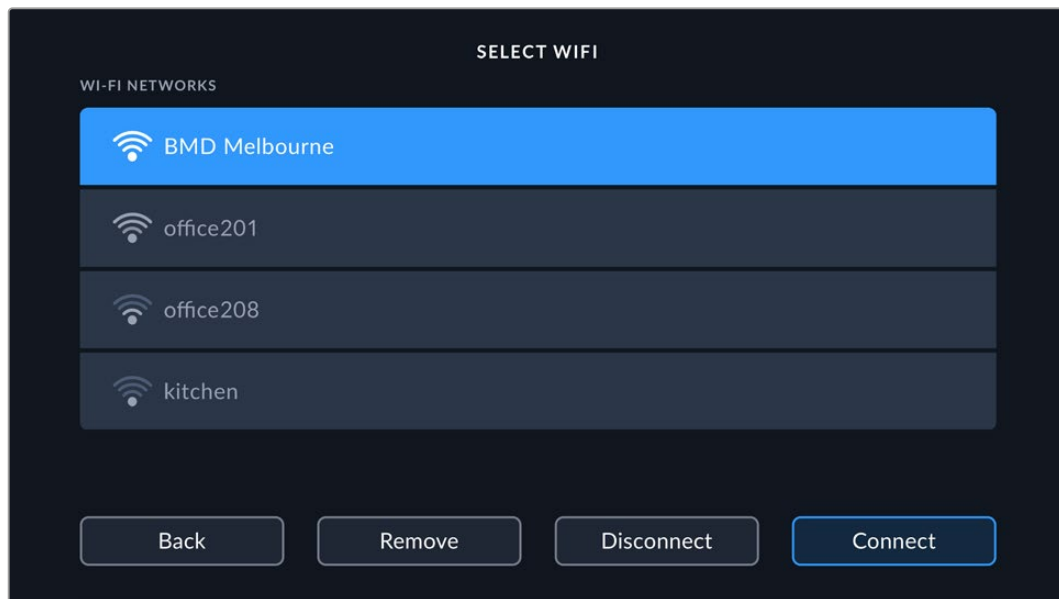 SELECT WIFI
WI-FI NETWORKS
BMD Melbourne
office201
office208
kitchen
Back Remove Disconnect Connect